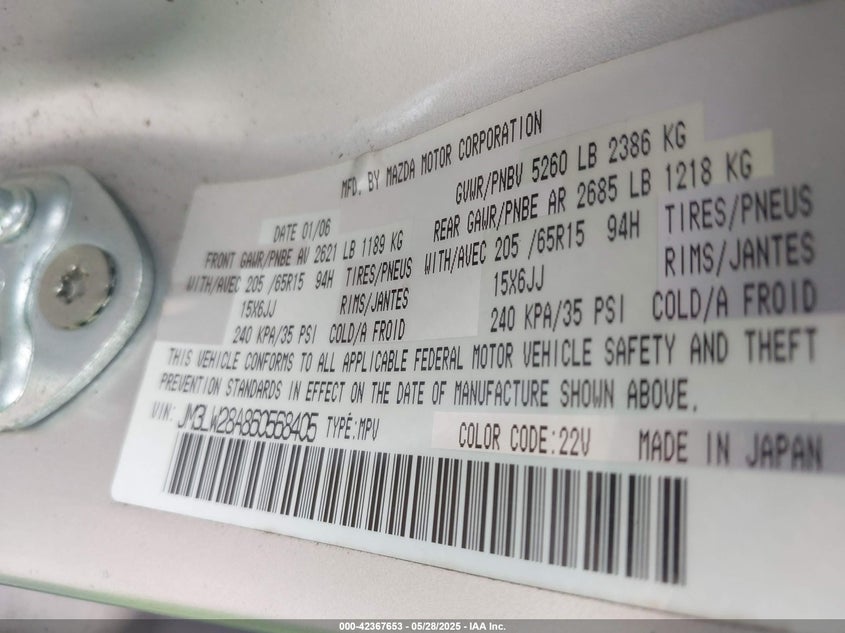 MFD. BY MAZDA MOTOR CORPORATION
DATE 01/06
GVWR/PNBV 5260 LB 2386 KG
FRONT GAWR/PNBE AV 2621 LB 1189 KG
REAR GAWR/PNBE AR 2685 LB 1218 KG
WITH/AVEC 205 /65R15 94H TIRES/PNEUS
WITH/AVEC 205 /65R15 94H TIRES/PNEUS
15X6JJ RIMS/JANTES
15X6JJ RIMS/JANTES
240 KPA/35 PSI COLD/A FROID
240 KPA/35 PSI COLD/A FROID
THIS VEHICLE CONFORMS TO ALL APPLICABLE FEDERAL MOTOR VEHICLE SAFETY AND THEFT
PREVENTION STANDARDS IN EFFECT ON THE DATE OF MANUFACTURE SHOWN ABOVE.
VIN: JM3LW28A860568405 TYPE: MPV COLOR CODE:22V MADE IN JAPAN
000-42367653 — 05/28/2025 — IAA Inc.